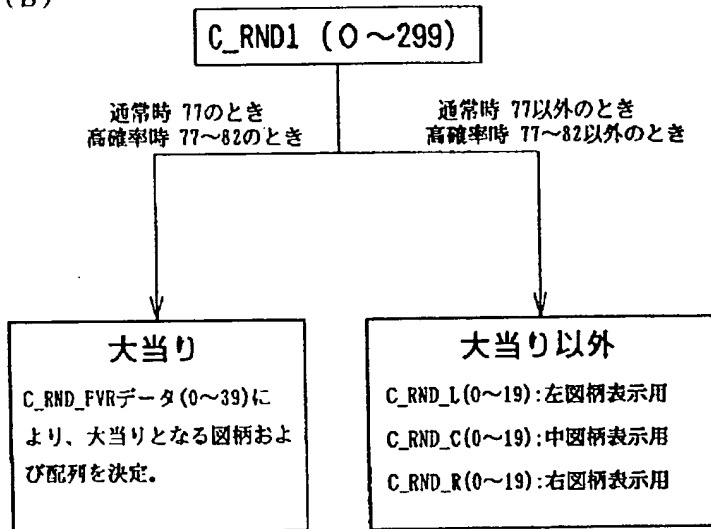 (B)
C_RND1 (0～299)
通常時 77のとき
高確率時 77～82のとき
通常時 77以外のとき
高確率時 77～82以外のとき
大当り
C_RND_FVRデータ(0～39)に
より、大当りとなる図柄およ
び配列を決定。
大当り以外
C_RND_L(0～19):左図柄表示用
C_RND_C(0～19):中図柄表示用
C_RND_R(0～19):右図柄表示用